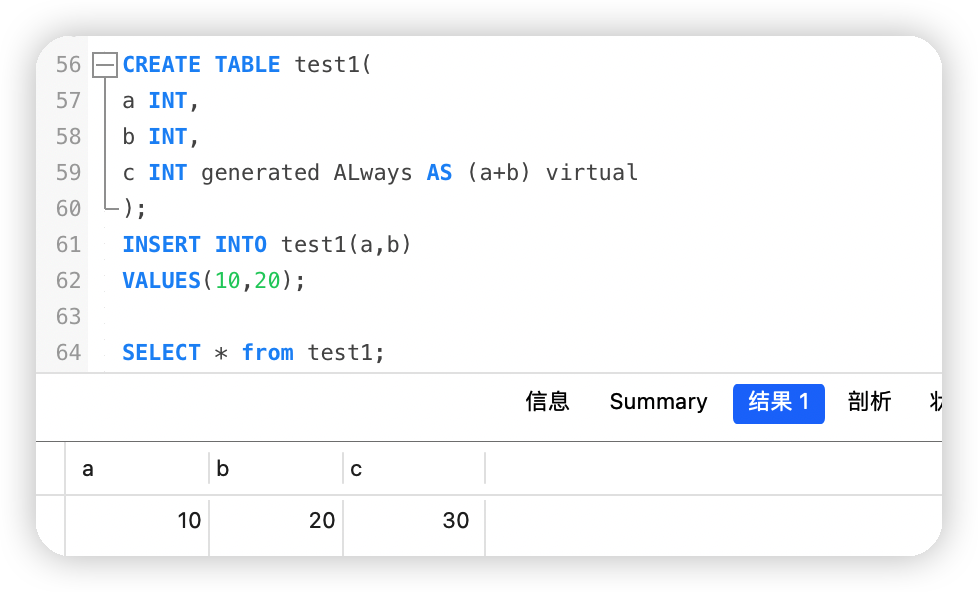 56 CREATE TABLE test1(
57 a INT,
58 b INT,
59 c INT generated ALways AS (a+b) virtual
60 );
61 INSERT INTO test1(a,b)
62 VALUES(10,20);
63
64 SELECT * from test1;
信息 Summary 结果 1 剖析
a b c
10 20 30